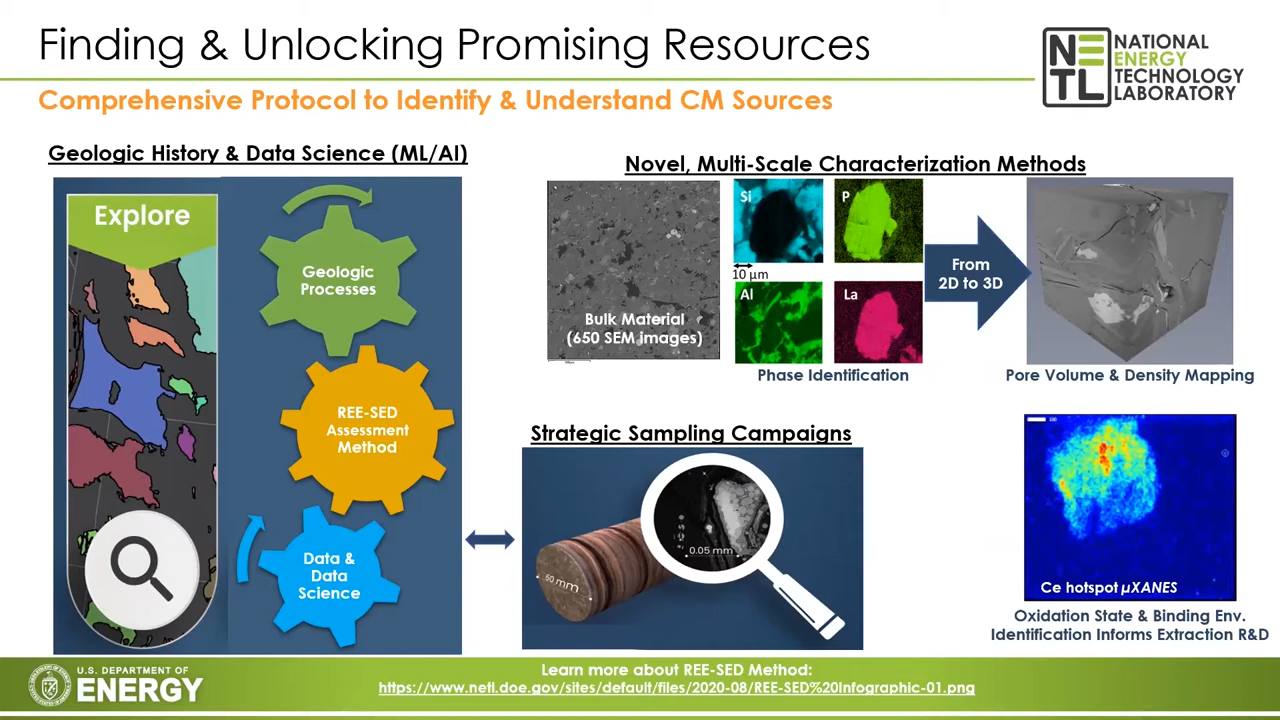 Finding & Unlocking Promising Resources
NATIONAL
ENERGY
TECHNOLOGY
LABORATORY
NE
TL
Comprehensive Protocol to Identify & Understand CM Sources
Geologic History & Data Science (ML/AI)
Explore
Geologic
Processes
REE-SED
Assessment
Method
Data &
Data
Science
Novel, Multi-Scale Characterization Methods
Bulk Material
(650 SEM images)
Si
P
10 µm
Al
La
Phase Identification
From
2D to 3D
Pore Volume & Density Mapping
Strategic Sampling Campaigns
50 mm
0.05 mm
Ce hotspot µXANES
Oxidation State & Binding Env.
Identification Informs Extraction R&D
U.S. DEPARTMENT OF
ENERGY
Learn more about REE-SED Method:
https://www.netl.doe.gov/sites/default/files/2020-08/REE-SED%20Infographic-01.png